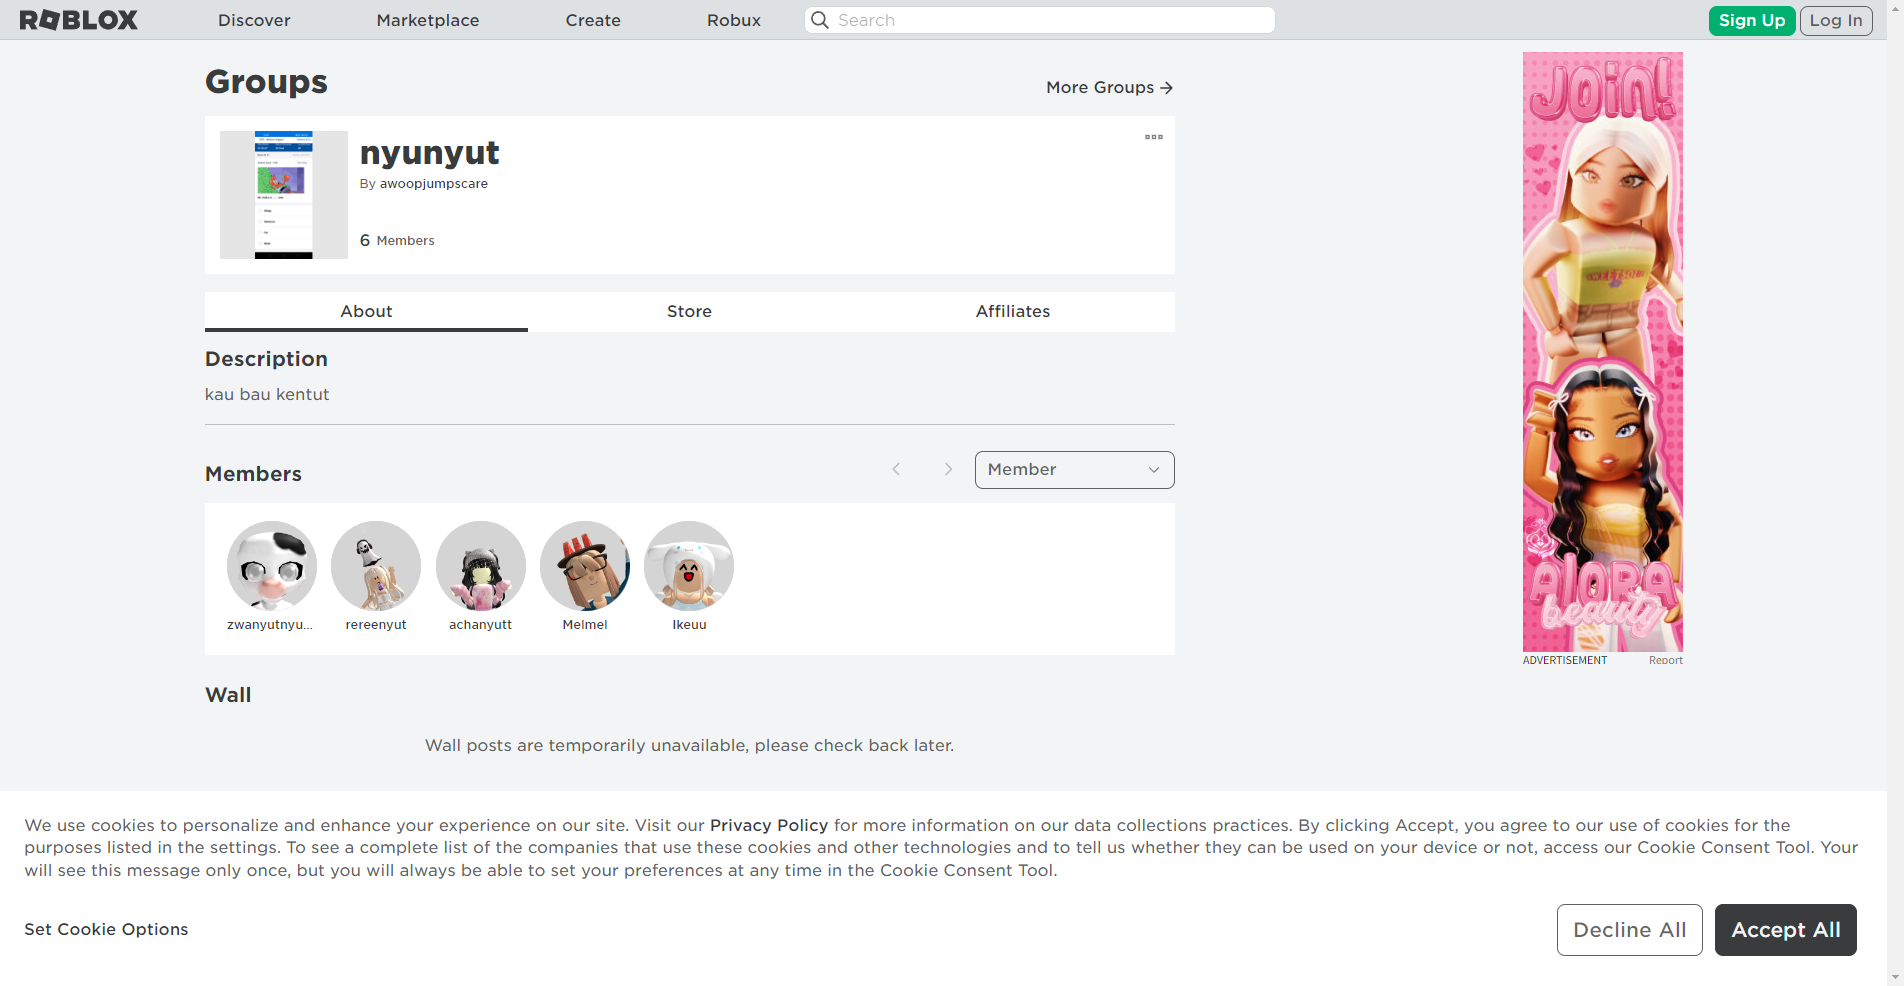 ROBLOX
Discover
Marketplace
Create
Robux
Search
Sign Up
Log In
Groups
More Groups
nyunyut
By awoopjumpscare
6 Members
About
Store
Affiliates
Description
kau bau kentut
Members
Member
zwanyutnyu...
rereenyut
achanyutt
Melmel
Ikeuu
Wall
Wall posts are temporarily unavailable, please check back later.
JOIN!
ALORA
beauty
ADVERTISEMENT
Report
We use cookies to personalize and enhance your experience on our site. Visit our Privacy Policy for more information on our data collections practices. By clicking Accept, you agree to our use of cookies for the
purposes listed in the settings. To see a complete list of the companies that use these cookies and other technologies and to tell us whether they can be used on your device or not, access our Cookie Consent Tool. Your
will see this message only once, but you will always be able to set your preferences at any time in the Cookie Consent Tool.
Set Cookie Options
Decline All
Accept All